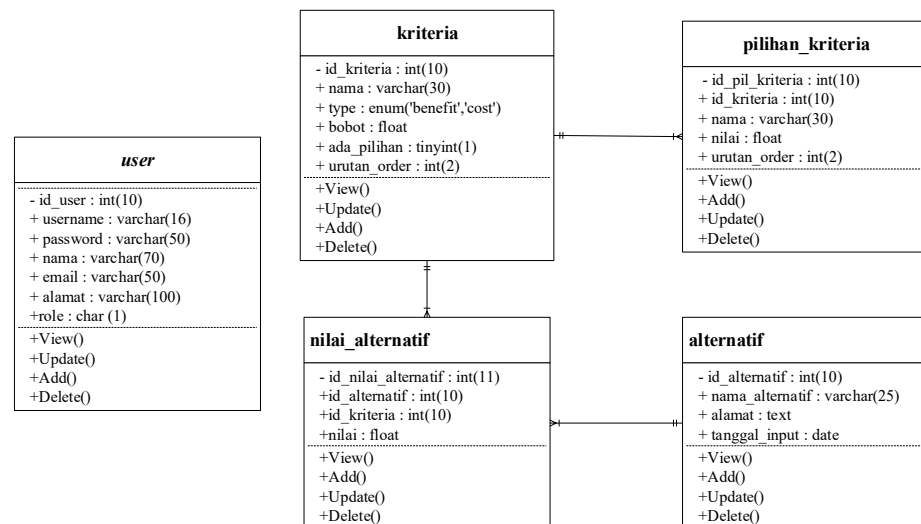 kriteria
- id_kriteria : int(10)
+ nama : varchar(30)
+ type : enum('benefit','cost')
+ bobot : float
+ ada_pilihan : tinyint(1)
+ urutan_order : int(2)
+View()
+Update()
+Add()
+Delete()
pilihan_kriteria
- id_pil_kriteria : int(10)
+ id_kriteria : int(10)
+ nama : varchar(30)
+ nilai : float
+ urutan_order : int(2)
+View()
+Add()
+Update()
+Delete()
user
- id_user : int(10)
+ username : varchar(16)
+ password : varchar(50)
+ nama : varchar(70)
+ email : varchar(50)
+ alamat : varchar(100)
+role : char (1)
+View()
+Update()
+Add()
+Delete()
nilai_alternatif
- id_nilai_alternatif : int(11)
+id_alternatif : int(10)
+id_kriteria : int(10)
+nilai : float
+View()
+Add()
+Update()
+Delete()
alternatif
- id_alternatif : int(10)
+ nama_alternatif : varchar(25)
+ alamat : text
+ tanggal_input : date
+View()
+Add()
+Update()
+Delete()